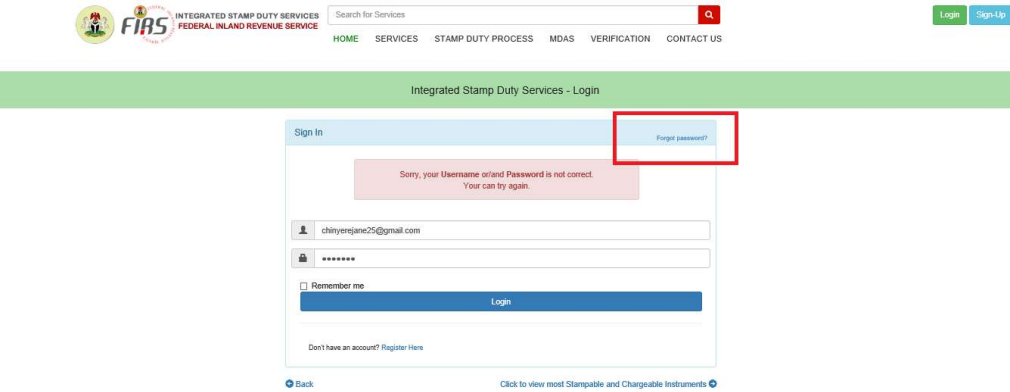 FIRS
INTEGRATED STAMP DUTY SERVICES
FEDERAL INLAND REVENUE SERVICE
Search for Services
Login
Sign-Up
HOME SERVICES STAMP DUTY PROCESS MDAS VERIFICATION CONTACT US
Integrated Stamp Duty Services - Login
Sign In
Forgot password?
Sorry, your Username or/and Password is not correct.
Your can try again.
chinyerejane25@gmail.com
•••••••
Remember me
Login
Don't have an account? Register Here
Back
Click to view most Stampable and Chargeable Instruments